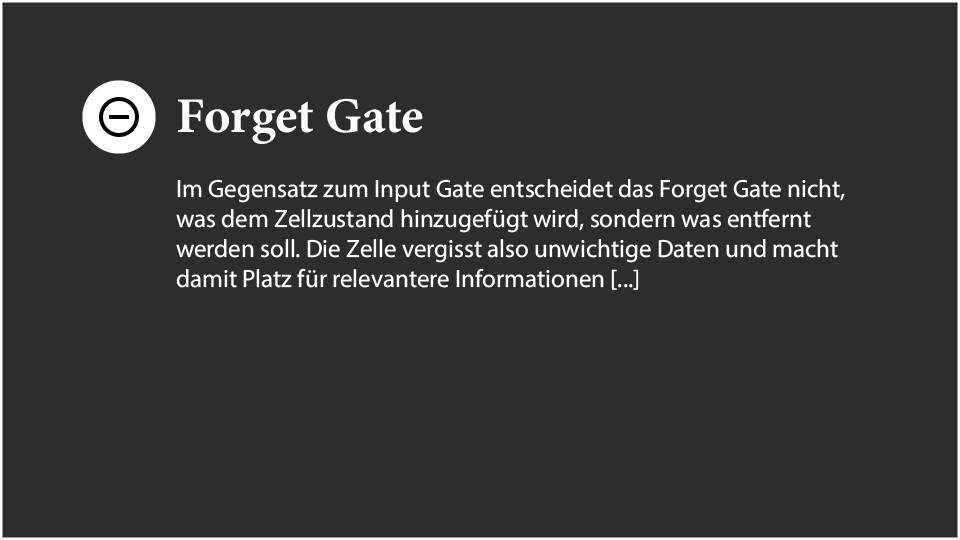 Forget Gate
Im Gegensatz zum Input Gate entscheidet das Forget Gate nicht,
was dem Zellzustand hinzugefügt wird, sondern was entfernt
werden soll. Die Zelle vergisst also unwichtige Daten und macht
damit Platz für relevantere Informationen [...]